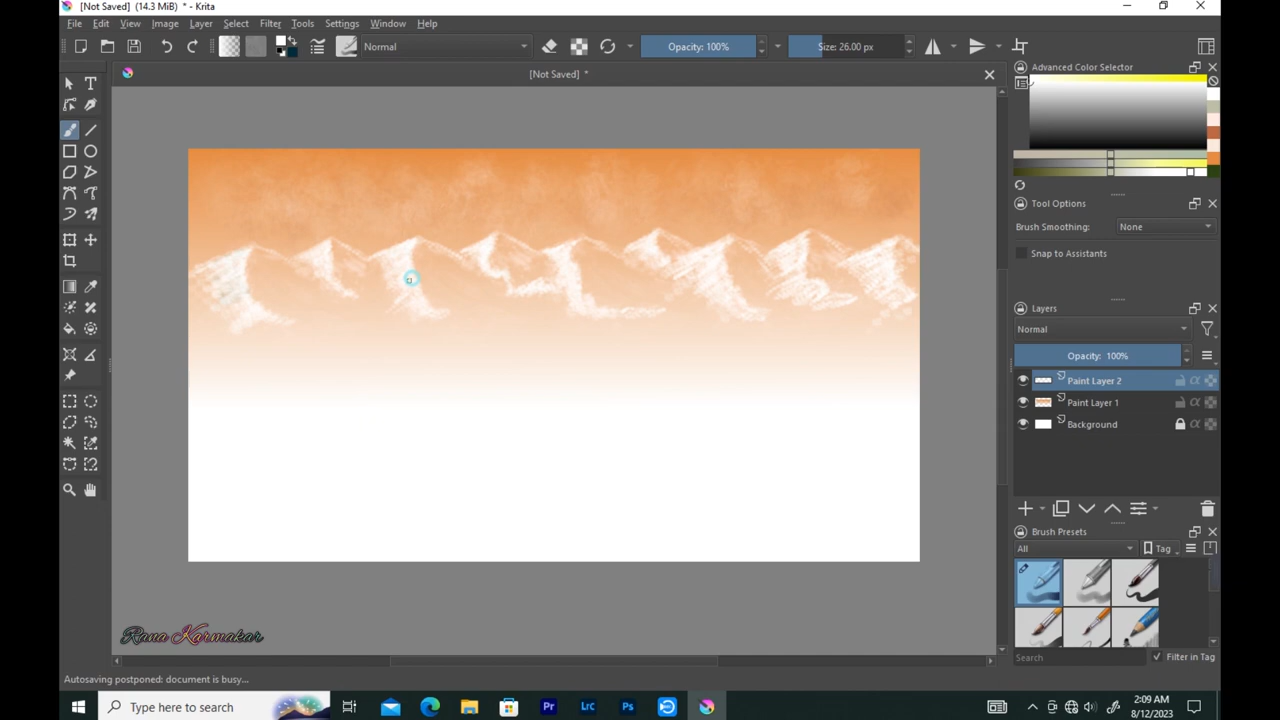 [Not Saved] (14.3 MiB) * - Krita
File Edit View Image Layer Select Filter Tools Settings Window Help
Normal
Opacity: 100%
Size: 26.00 px
[Not Saved] *
Advanced Color Selector
Tool Options
Brush Smoothing: None
Snap to Assistants
Layers
Normal
Opacity: 100%
Paint Layer 2
Paint Layer 1
Background
Brush Presets
All
Tag
Search
Filter in Tag
Rana Karmakar
Autosaving postponed: document is busy...
Type here to search
Pr
Lrc
Ps
2:09 AM
8/12/2023